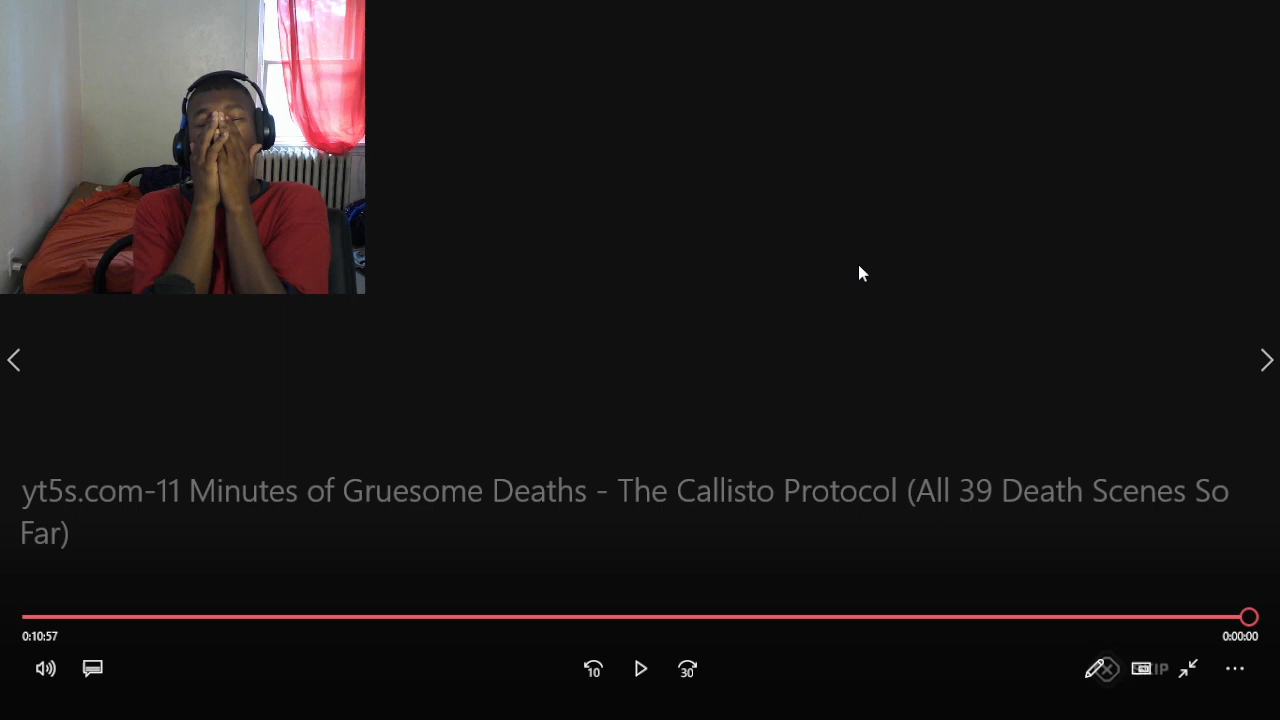 yt5s.com-11 Minutes of Gruesome Deaths - The Callisto Protocol (All 39 Death Scenes So
Far)
0:10:57
0:00:00
10
30